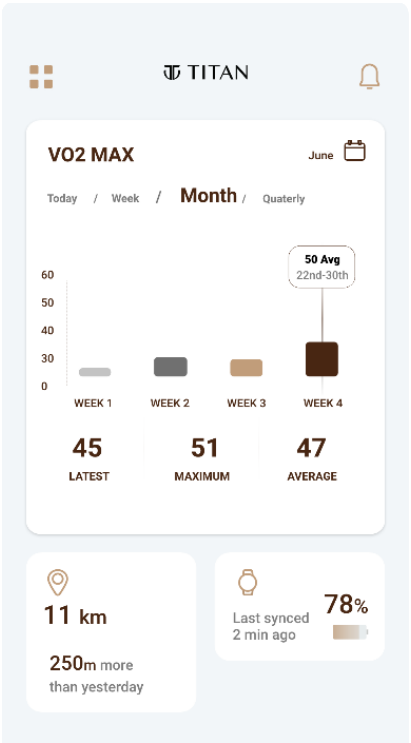 TITAN
VO2 MAX
June
Today / Week / Month / Quaterly
50 Avg
22nd-30th
60
50
40
30
0
WEEK 1 WEEK 2 WEEK 3 WEEK 4
45 51 47
LATEST MAXIMUM AVERAGE
11 km
250m more
than yesterday
78%
Last synced
2 min ago